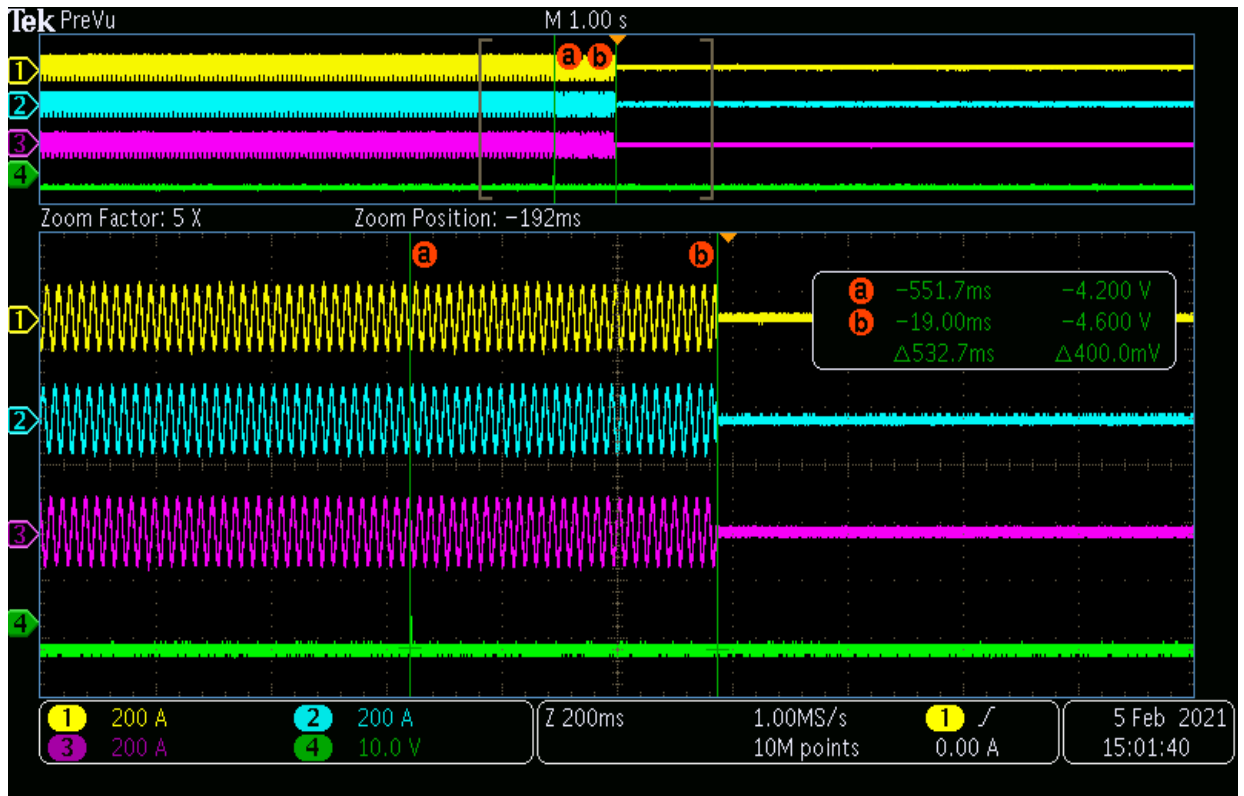 Tek PreVu M 1.00 s
a b
1
2
3
4
Zoom Factor: 5 X Zoom Position: −192ms
a b
a −551.7ms −4.200 V
b −19.00ms −4.600 V
Δ532.7ms Δ400.0mV
1
2
3
4
1 200 A 2 200 A Z 200ms 1.00MS/s 1 5 Feb 2021
3 200 A 4 10.0 V 10M points 0.00 A 15:01:40